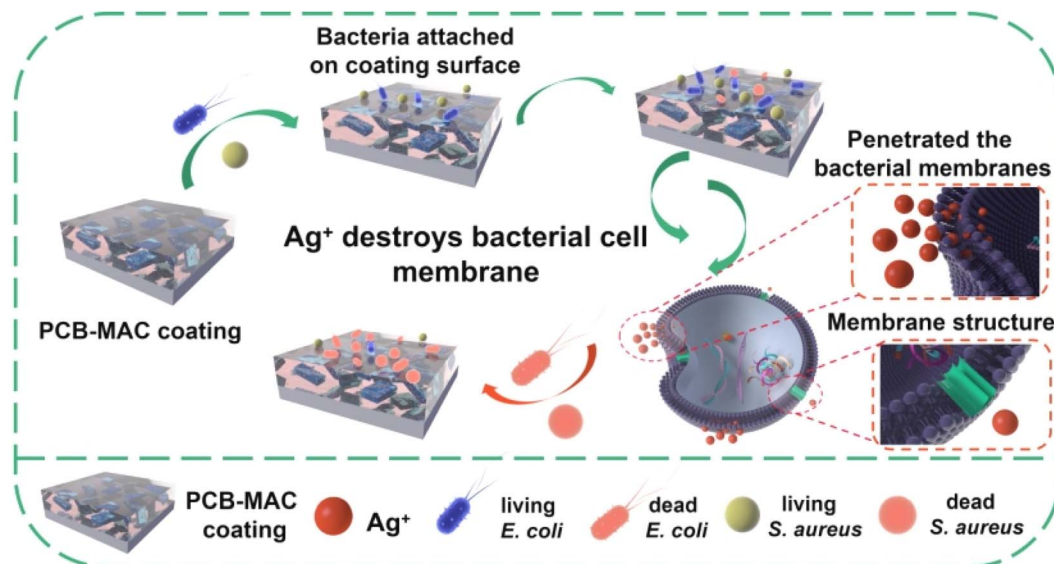 Bacteria attached
on coating surface
Penetrated the
bacterial membranes
Ag⁺ destroys bacterial cell
membrane
PCB-MAC coating
Membrane structure
PCB-MAC
coating
Ag⁺
living
E. coli
dead
E. coli
living
S. aureus
dead
S. aureus